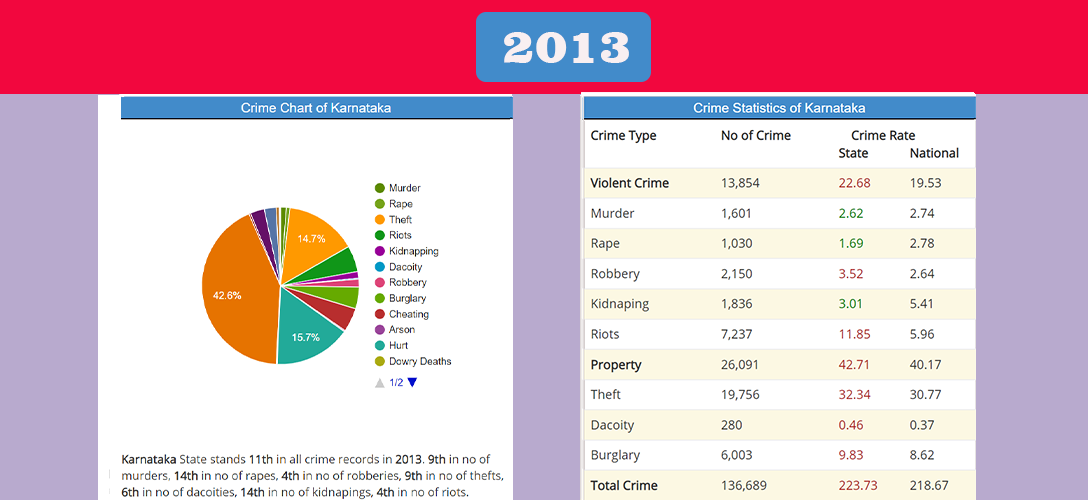 2013
Crime Chart of Karnataka
14.7%
42.6%
15.7%
Murder
Rape
Theft
Riots
Kidnapping
Dacoity
Robbery
Burglary
Cheating
Arson
Hurt
Dowry Deaths
1/2
Karnataka State stands 11th in all crime records in 2013. 9th in no of
murders, 14th in no of rapes, 4th in no of robberies, 9th in no of thefts,
6th in no of dacoities, 14th in no of kidnapings, 4th in no of riots.
Crime Statistics of Karnataka
Crime Type No of Crime Crime Rate
State National
Violent Crime 13,854 22.68 19.53
Murder 1,601 2.62 2.74
Rape 1,030 1.69 2.78
Robbery 2,150 3.52 2.64
Kidnaping 1,836 3.01 5.41
Riots 7,237 11.85 5.96
Property 26,091 42.71 40.17
Theft 19,756 32.34 30.77
Dacoity 280 0.46 0.37
Burglary 6,003 9.83 8.62
Total Crime 136,689 223.73 218.67